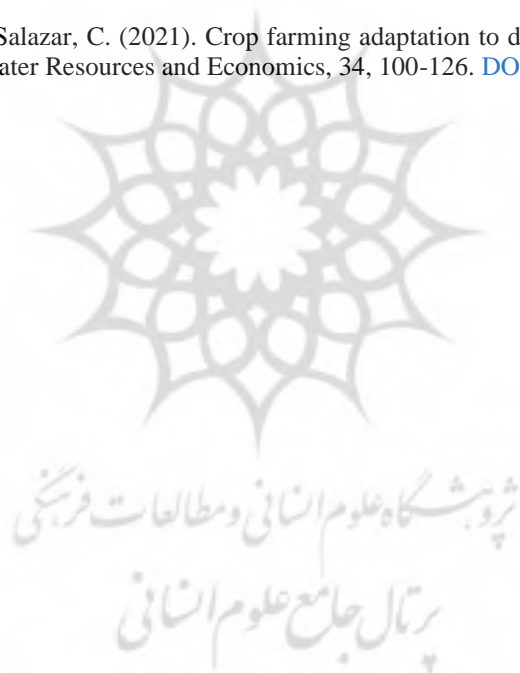 Salazar, C. (2021). Crop farming adaptation to d
ater Resources and Economics, 34, 100-126. DO
پژوهشگاه علوم انسانی و مطالعات فرهنگی
پرتال جامع علوم انسانی